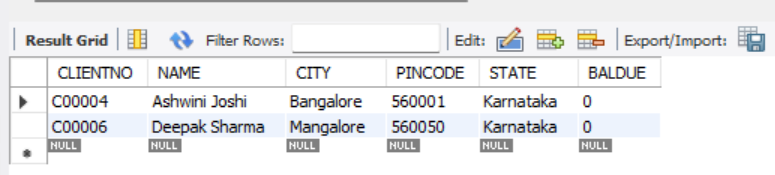 Result Grid Filter Rows: Edit: Export/Import:
CLIENTNO NAME CITY PINCODE STATE BALDUE
C00004 Ashwini Joshi Bangalore 560001 Karnataka 0
C00006 Deepak Sharma Mangalore 560050 Karnataka 0
NULL NULL NULL NULL NULL NULL